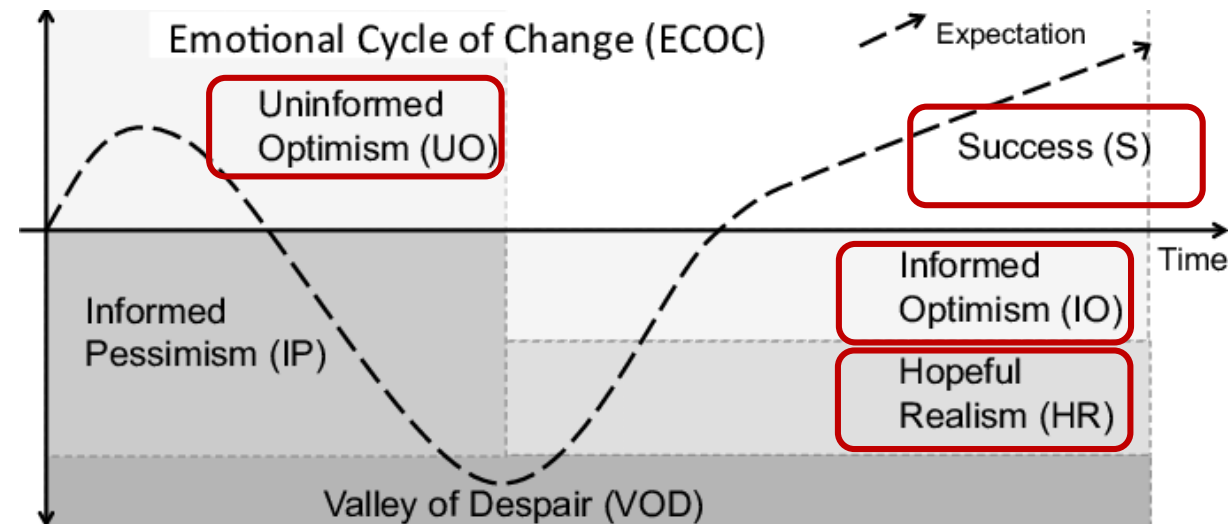 Emotional Cycle of Change (ECOC)
Expectation
Uninformed
Optimism (UO)
Success (S)
Time
Informed
Optimism (IO)
Informed
Pessimism (IP)
Hopeful
Realism (HR)
Valley of Despair (VOD)